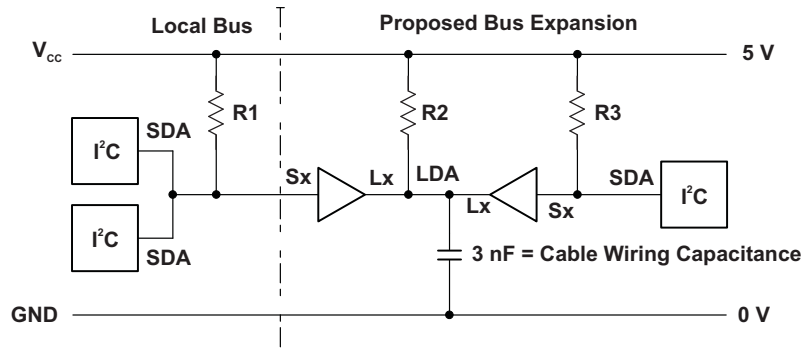 Local Bus
Proposed Bus Expansion
VCC
5 V
R1
R2
R3
SDA
I²C
Sx
Lx
LDA
Lx
Sx
SDA
I²C
I²C
SDA
3 nF = Cable Wiring Capacitance
GND
0 V